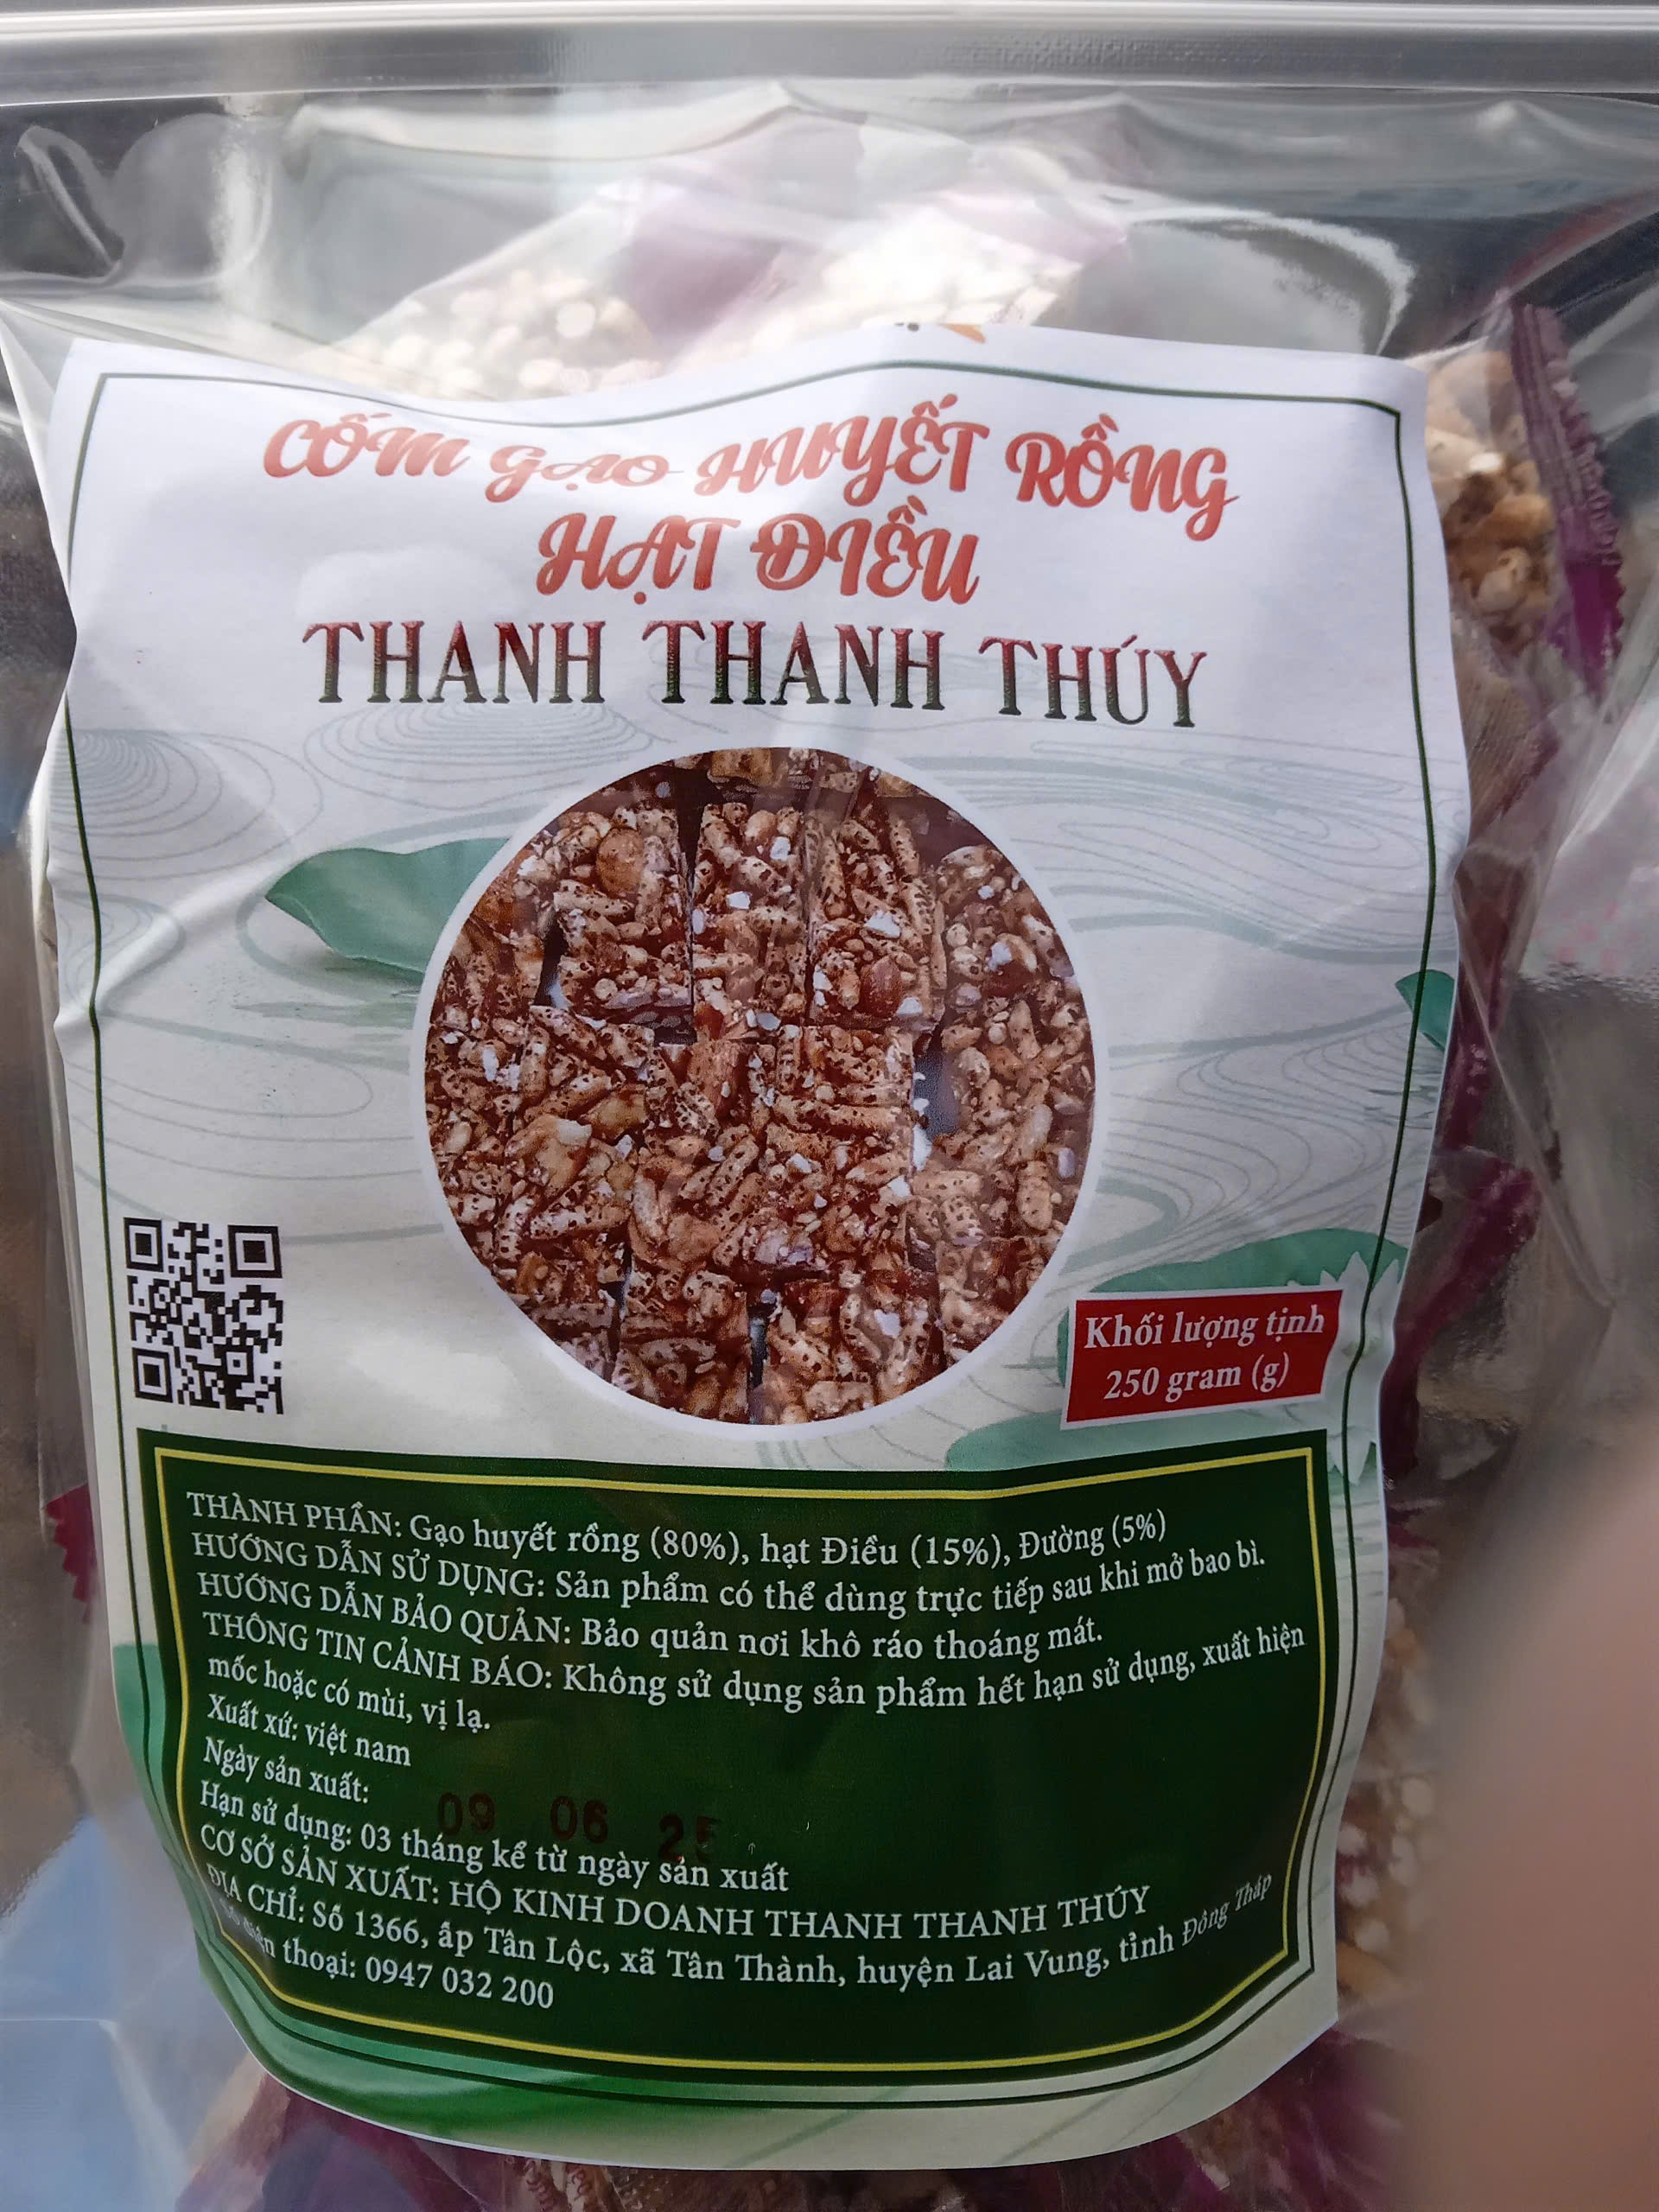 CỐM GẠO HUYẾT RỒNG
HẠT ĐIỀU
THANH THANH THÚY
Khối lượng tịnh
250 gram (g)
THÀNH PHẦN: Gạo huyết rồng (80%), hạt Điều (15%), Đường (5%)
HƯỚNG DẪN SỬ DỤNG: Sản phẩm có thể dùng trực tiếp sau khi mở bao bì.
HƯỚNG DẪN BẢO QUẢN: Bảo quản nơi khô ráo thoáng mát.
THÔNG TIN CẢNH BÁO: Không sử dụng sản phẩm hết hạn sử dụng, xuất hiện
mốc hoặc có mùi, vị lạ.
Xuất xứ: việt nam
Ngày sản xuất:
09 06 25
Hạn sử dụng: 03 tháng kể từ ngày sản xuất
CƠ SỞ SẢN XUẤT: HỘ KINH DOANH THANH THANH THÚY
ĐỊA CHỈ: Số 1366, ấp Tân Lộc, xã Tân Thành, huyện Lai Vung, tỉnh Đồng Tháp
Số điện thoại: 0947 032 200